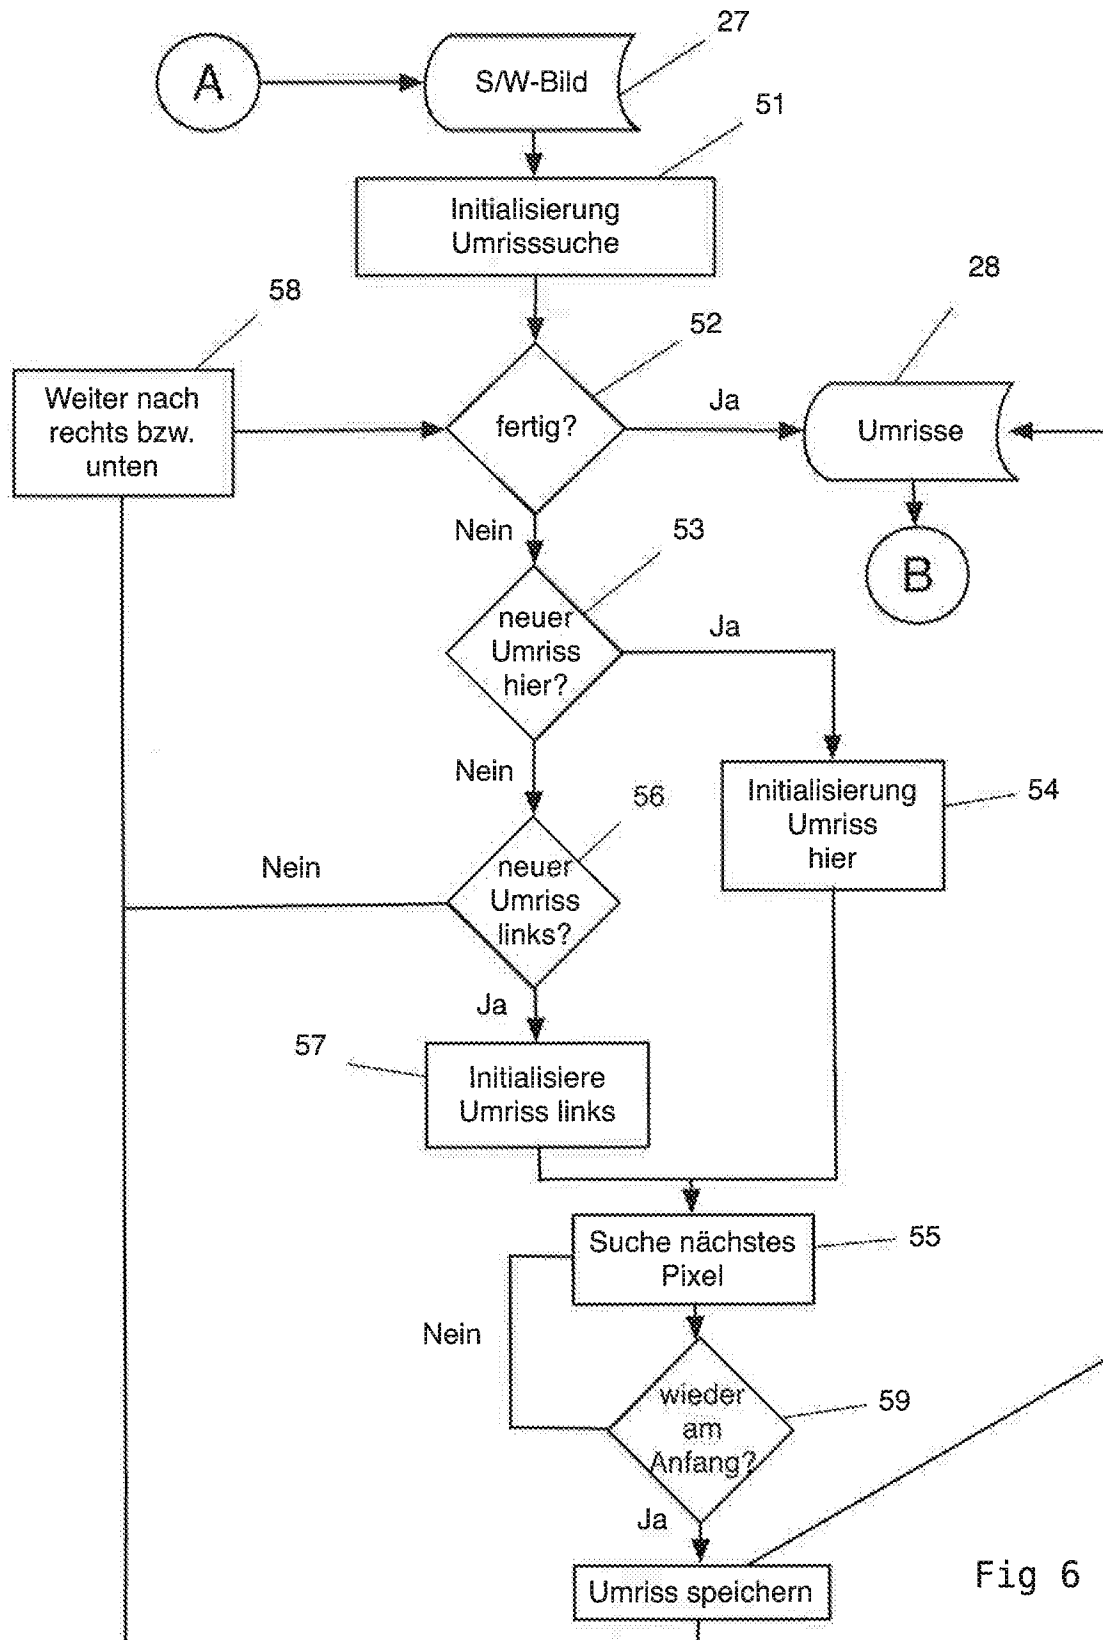 A
S/W-Bild
27
51
Initialisierung
Umrisssuche
58
52
28
Weiter nach
rechts bzw.
unten
fertig?
Ja
Umrisse
Nein
53
B
neuer
Umriss
hier?
Ja
Nein
56
Initialisierung
Umriss
hier
54
Nein
neuer
Umriss
links?
Ja
57
Initialisiere
Umriss links
Suche nächstes
Pixel
55
Nein
wieder
am
Anfang?
59
Ja
Umriss speichern
Fig 6